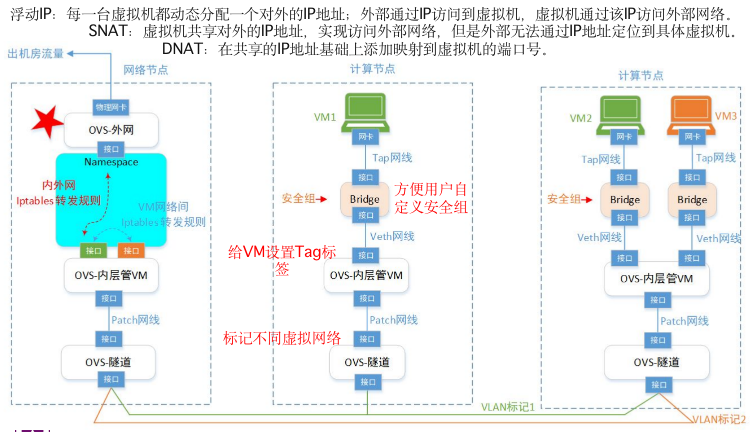 浮动IP：每一台虚拟机都动态分配一个对外的IP地址；外部通过IP访问到虚拟机，虚拟机通过该IP访问外部网络。
SNAT：虚拟机共享对外的IP地址，实现访问外部网络，但是外部无法通过IP地址定位到具体虚拟机。
DNAT：在共享的IP地址基础上添加映射到虚拟机的端口号。
出机房流量
网络节点
物理网卡
OVS-外网
接口
Namespace
内外网
Iptables 转发规则
VM网络间
Iptables 转发规则
接口
接口
OVS-内层管VM
接口
Patch网线
接口
OVS-隧道
接口
计算节点
VM1
网卡
Tap网线
接口
安全组
Bridge
方便用户自定义安全组
接口
Veth网线
接口
给VM设置Tag标签
OVS-内层管VM
接口
Patch网线
标记不同虚拟网络
接口
OVS-隧道
接口
计算节点
VM2
VM3
网卡
网卡
Tap网线
Tap网线
接口
接口
安全组
Bridge
Bridge
接口
接口
Veth网线
Veth网线
接口
接口
OVS-内层管VM
接口
Patch网线
接口
OVS-隧道
接口
VLAN标记1
VLAN标记2